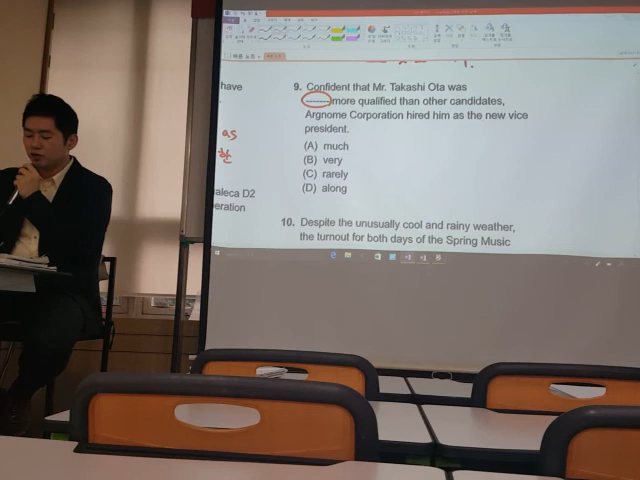 have
as
한
aleca D2
eration
9. Confident that Mr. Takashi Ota was
------- more qualified than other candidates,
Argnome Corporation hired him as the new vice
president.
(A) much
(B) very
(C) rarely
(D) along
10. Despite the unusually cool and rainy weather,
the turnout for both days of the Spring Music